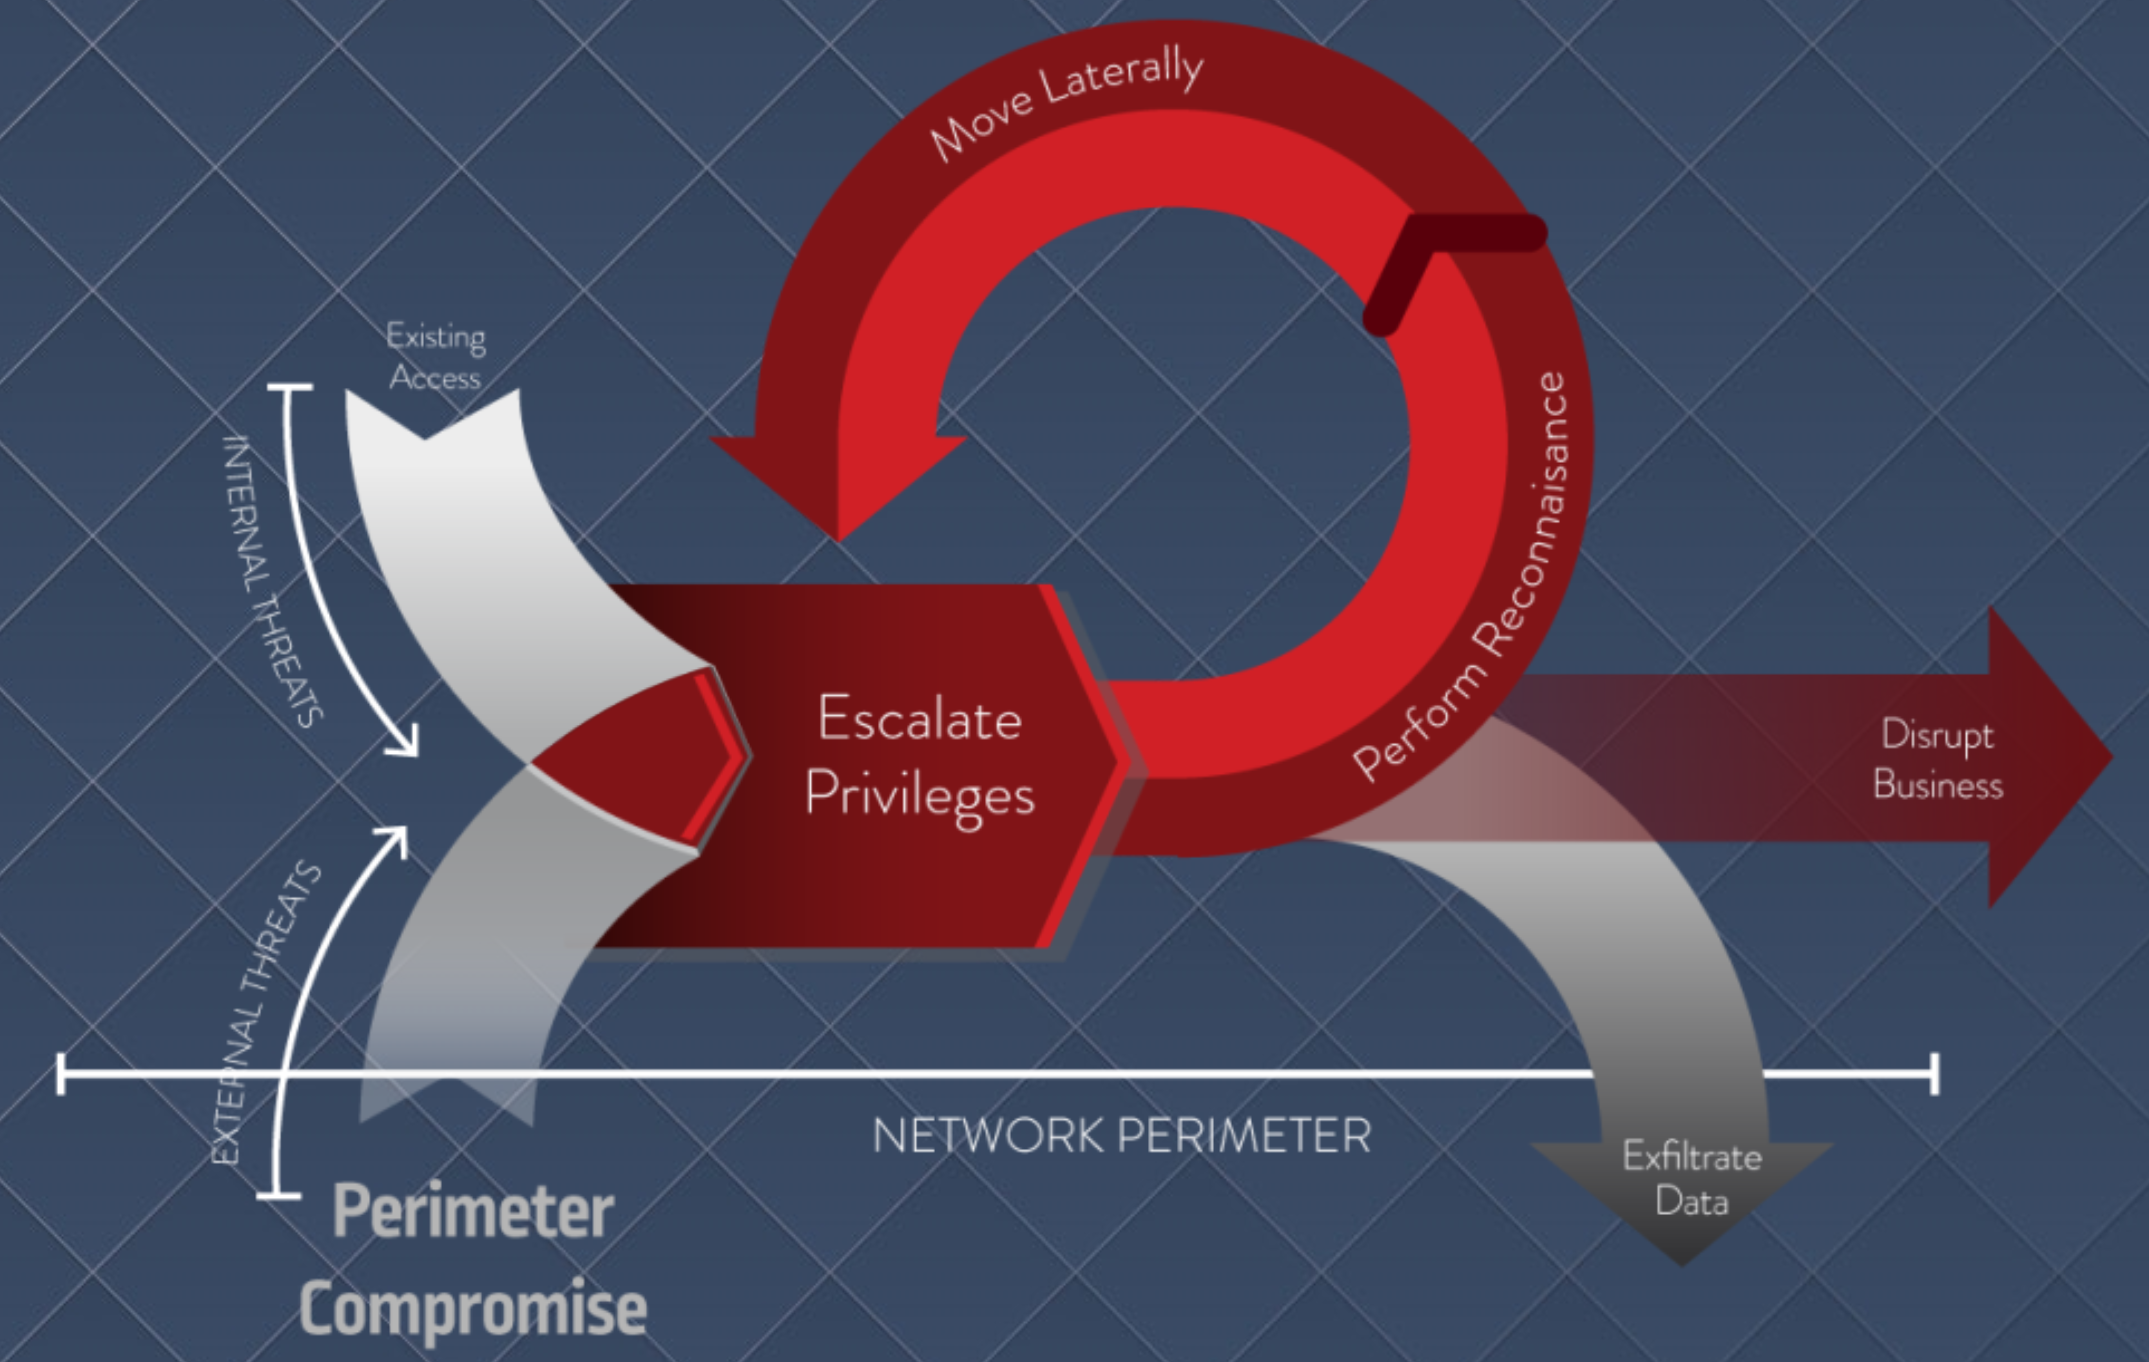 Move Laterally
Existing
Access
INTERNAL THREATS
Perform Reconnaisance
Escalate
Privileges
Disrupt
Business
EXTERNAL THREATS
NETWORK PERIMETER
Exfiltrate
Data
Perimeter
Compromise